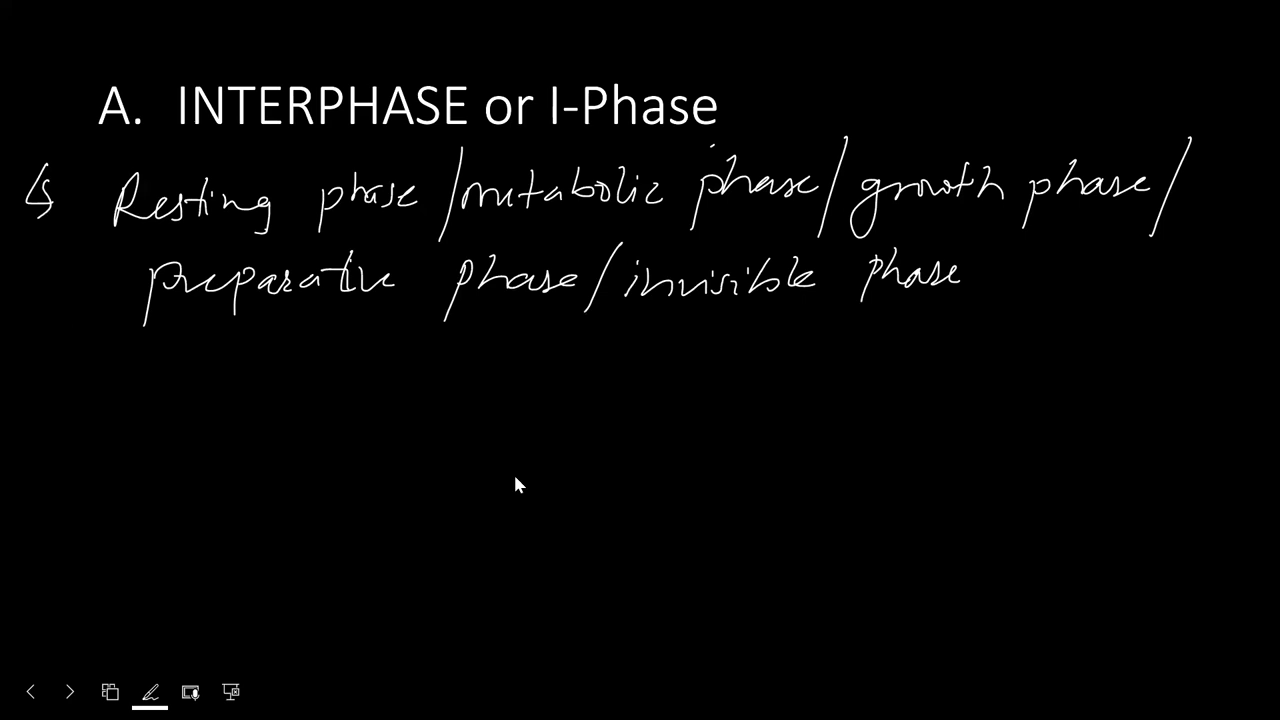 A. INTERPHASE or I-Phase
↳ Resting phase/metabolic phase/growth phase/
preparative phase/invisible phase